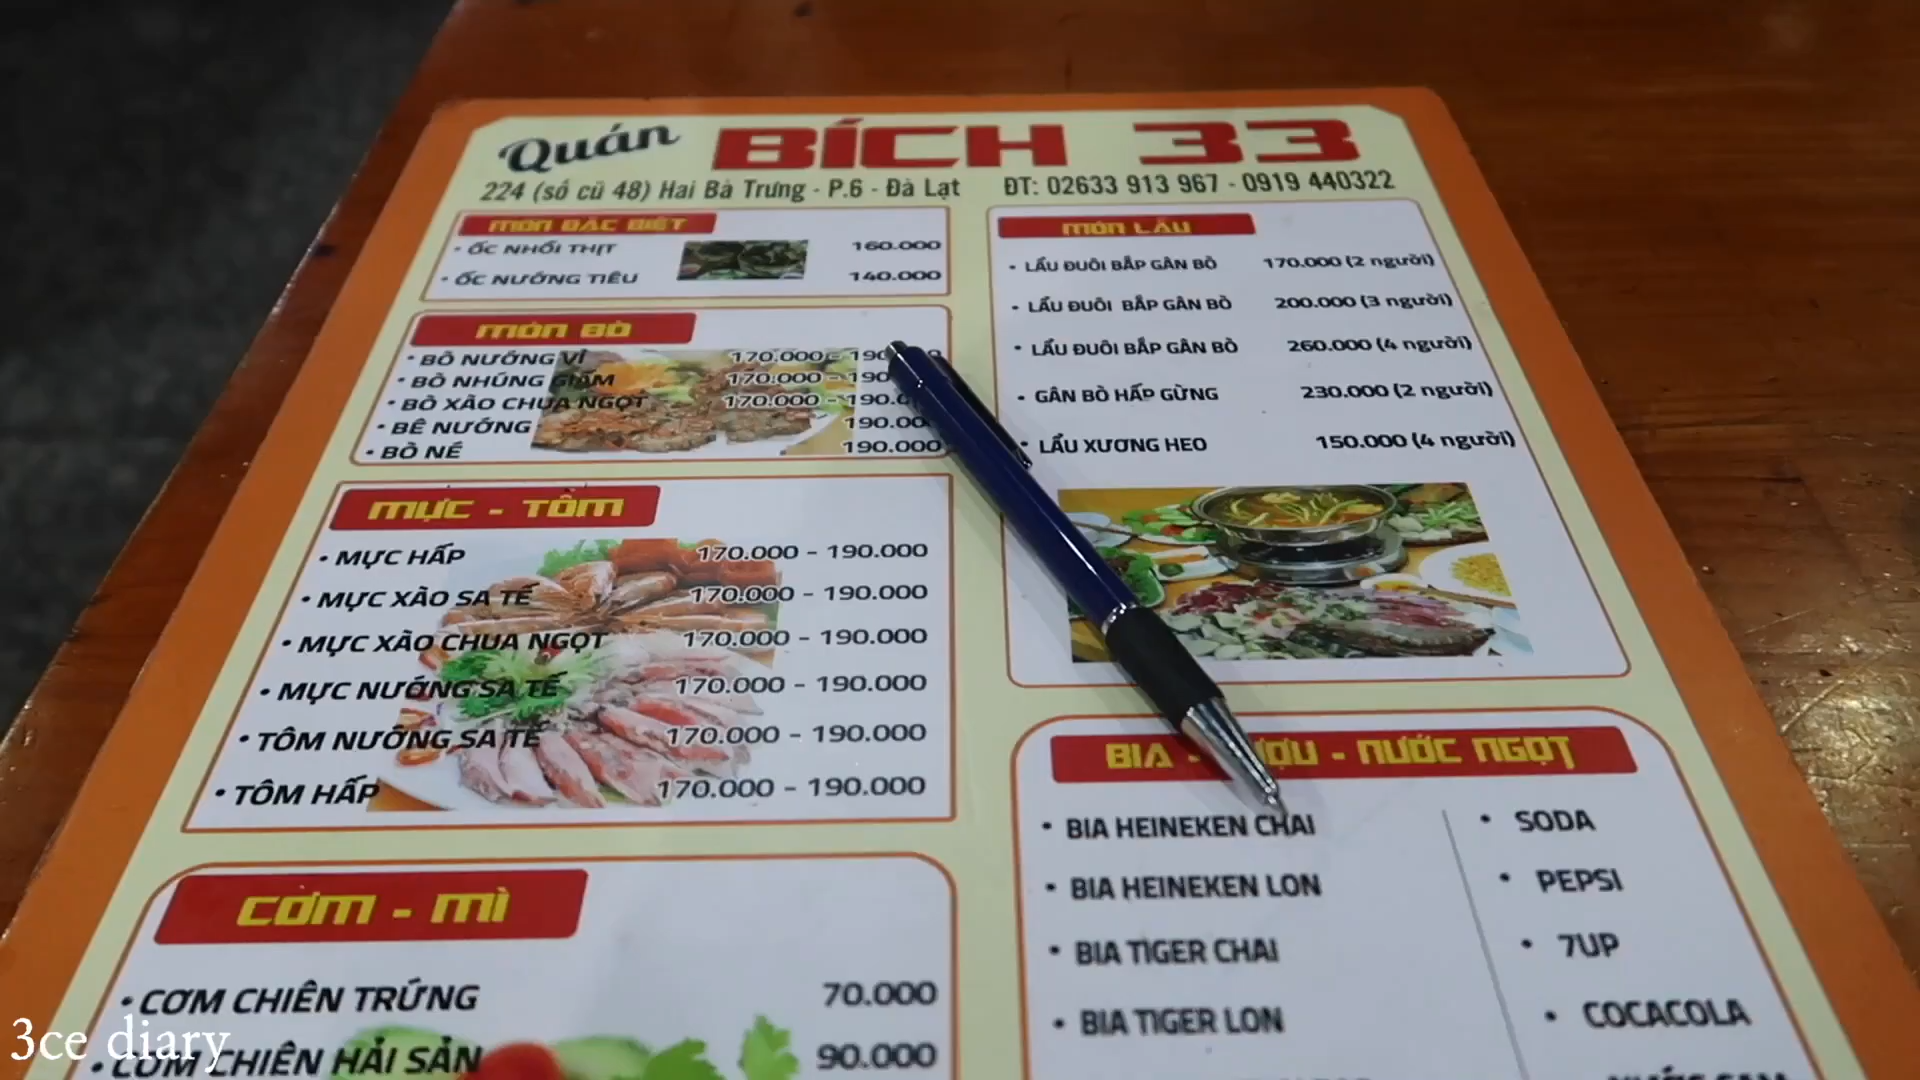 Quán BÍCH 33
224 (số cũ 48) Hai Bà Trưng - P.6 - Đà Lạt ĐT: 02633 913 967 - 0919 440322
MÓN ĐẶC BIỆT
• ỐC NHỒI THỊT 160.000
• ỐC NƯỚNG TIÊU 140.000
MÓN BÒ
• BÒ NƯỚNG VỈ 170.000 - 190
• BÒ NHÚNG GIẤM 170.000 - 190
• BÒ XÀO CHUA NGỌT 170.000 - 190.0
• BÊ NƯỚNG 190.00
• BÒ NÉ 190.000
MỰC - TÔM
• MỰC HẤP 170.000 - 190.000
• MỰC XÀO SA TẾ 170.000 - 190.000
• MỰC XÀO CHUA NGỌT 170.000 - 190.000
• MỰC NƯỚNG SA TẾ 170.000 - 190.000
• TÔM NƯỚNG SA TẾ 170.000 - 190.000
• TÔM HẤP 170.000 - 190.000
CƠM - MÌ
• CƠM CHIÊN TRỨNG 70.000
• CƠM CHIÊN HẢI SẢN 90.000
MÓN LẨU
• LẨU ĐUÔI BẮP GÂN BÒ 170.000 (2 người)
• LẨU ĐUÔI BẮP GÂN BÒ 200.000 (3 người)
• LẨU ĐUÔI BẮP GÂN BÒ 260.000 (4 người)
• GÂN BÒ HẤP GỪNG 230.000 (2 người)
• LẨU XƯƠNG HEO 150.000 (4 người)
BIA - ƯỢU - NƯỚC NGỌT
• BIA HEINEKEN CHAI
• BIA HEINEKEN LON
• BIA TIGER CHAI
• BIA TIGER LON
• SODA
• PEPSI
• 7UP
• COCACOLA
3ce diary